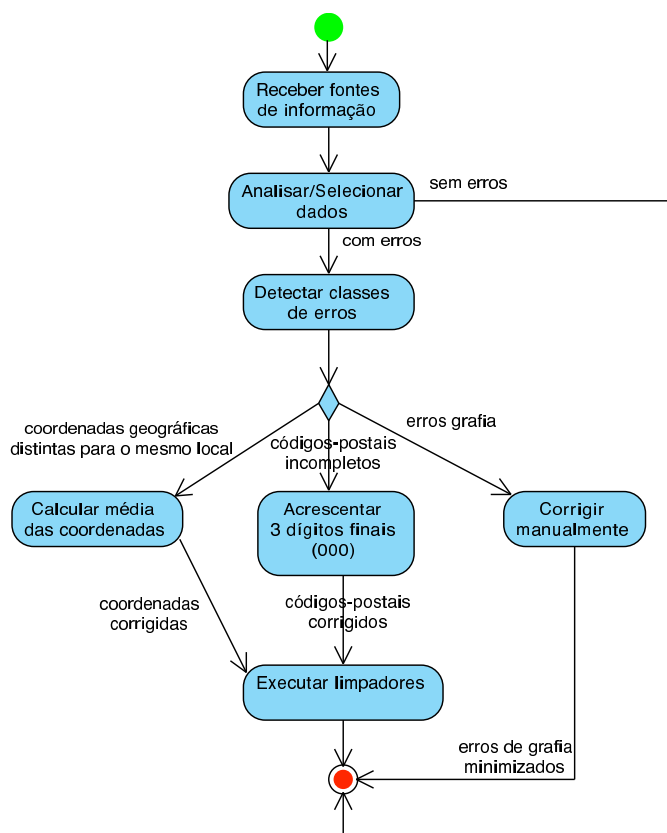 Receber fontes
de informação
Analisar/Selecionar
dados
sem erros
com erros
Detectar classes
de erros
coordenadas geográficas
distintas para o mesmo local
códigos-postais
incompletos
erros grafia
Calcular média
das coordenadas
Acrescentar
3 dígitos finais
(000)
Corrigir
manualmente
coordenadas
corrigidas
códigos-postais
corrigidos
Executar limpadores
erros de grafia
minimizados